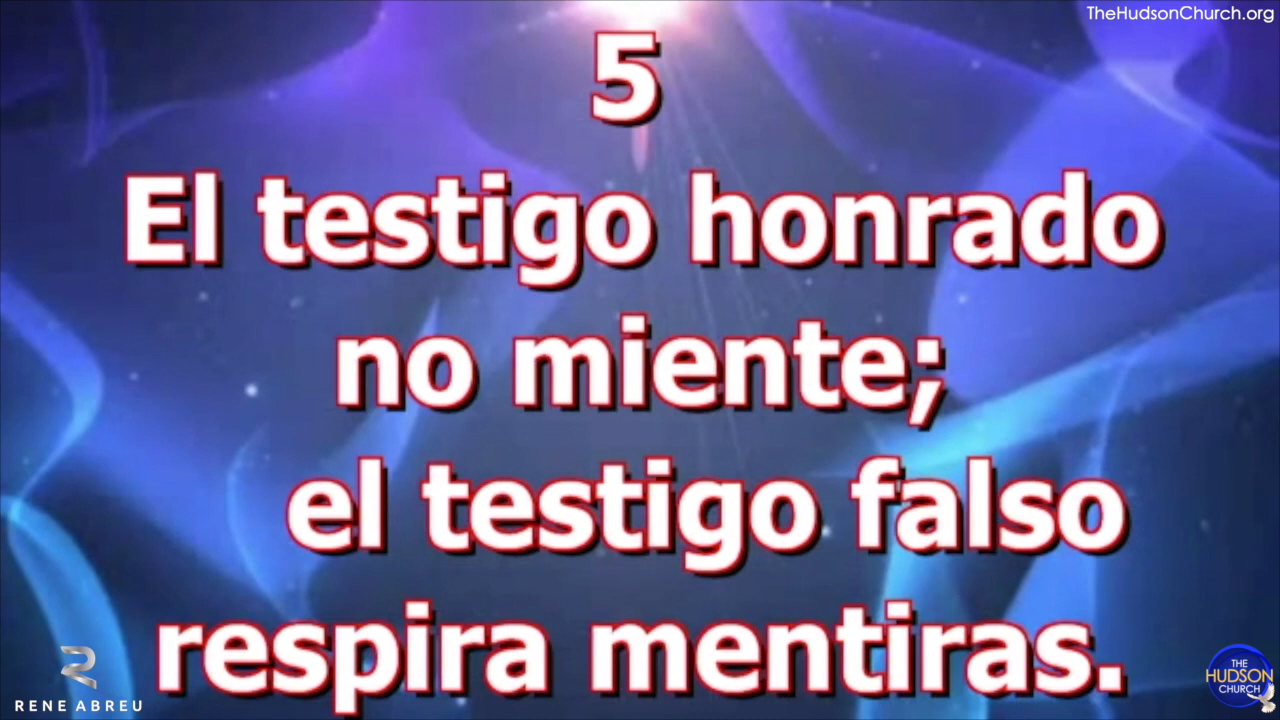 TheHudsonChurch.org
5
El testigo honrado
no miente;
el testigo falso
respira mentiras.
RENE ABREU
THE
HUDSON
CHURCH